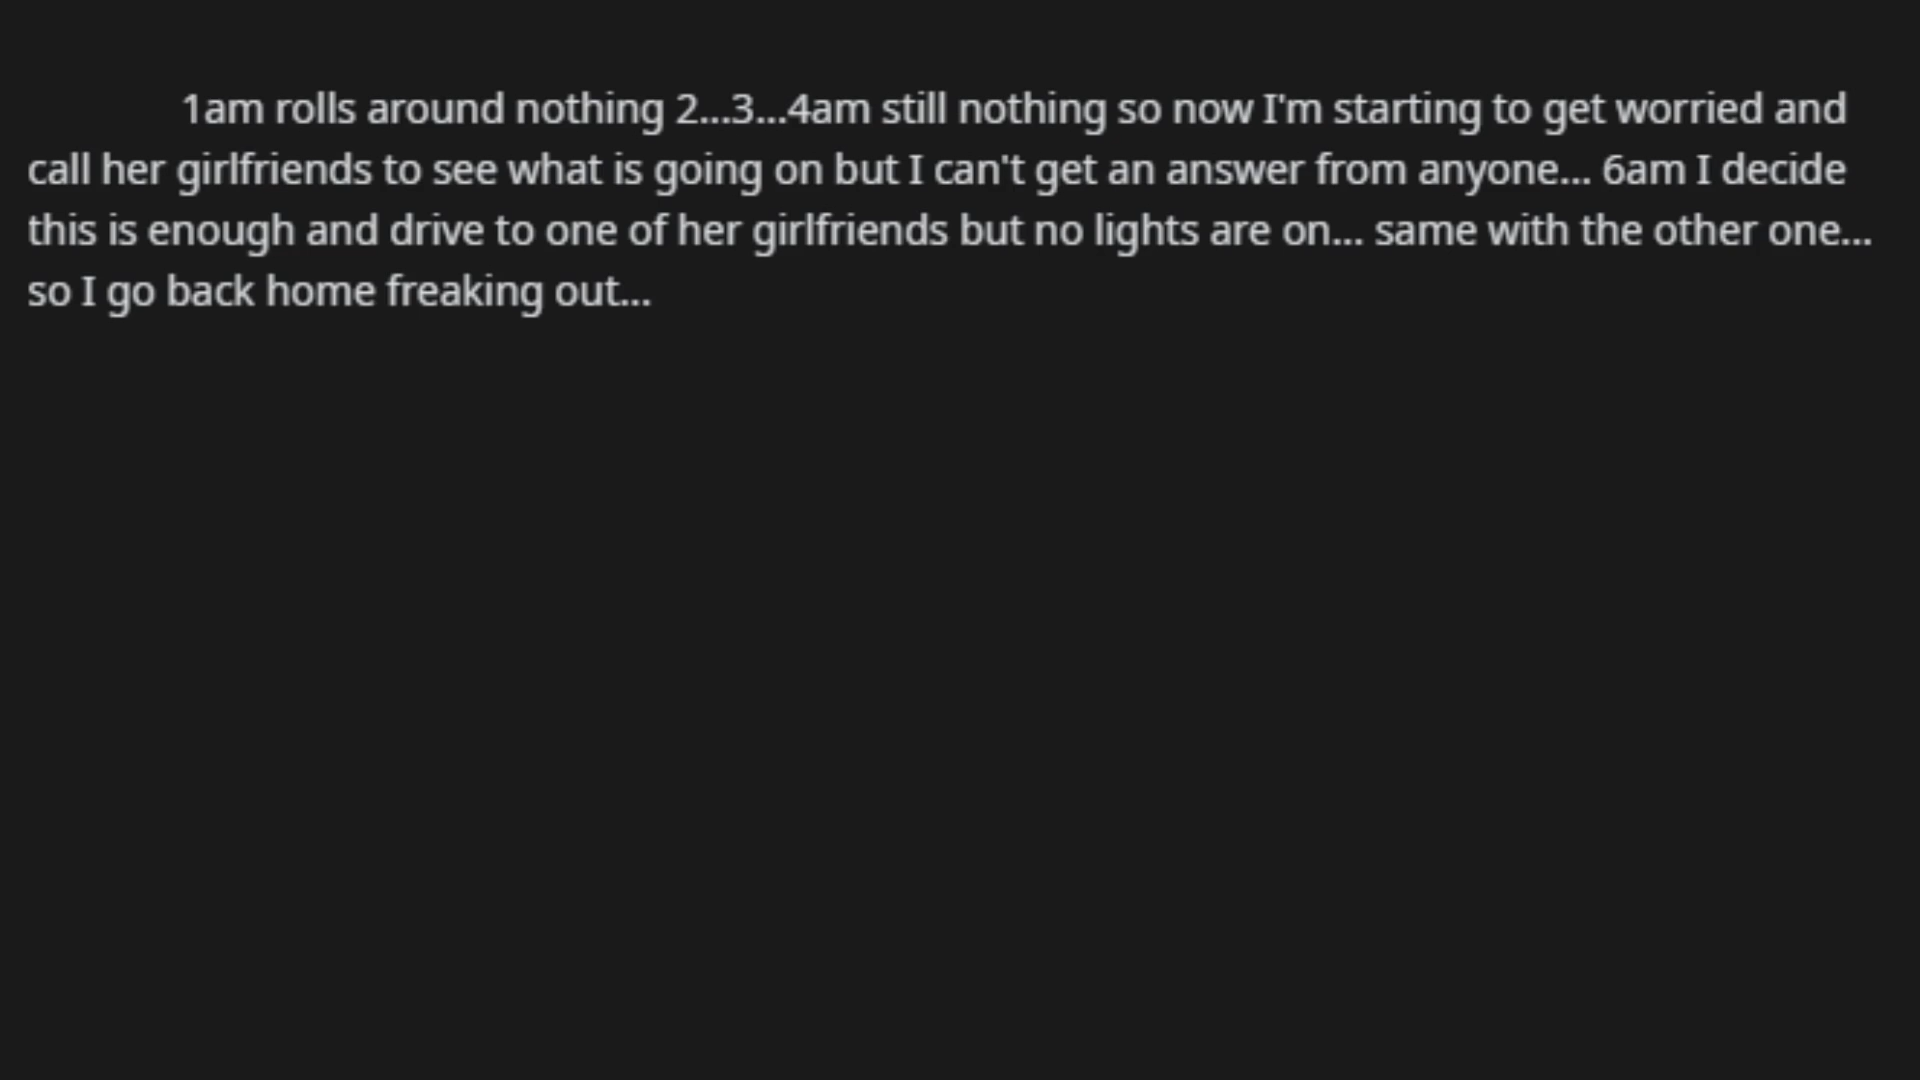 1am rolls around nothing 2...3...4am still nothing so now I'm starting to get worried and
call her girlfriends to see what is going on but I can't get an answer from anyone... 6am I decide
this is enough and drive to one of her girlfriends but no lights are on... same with the other one...
so I go back home freaking out...